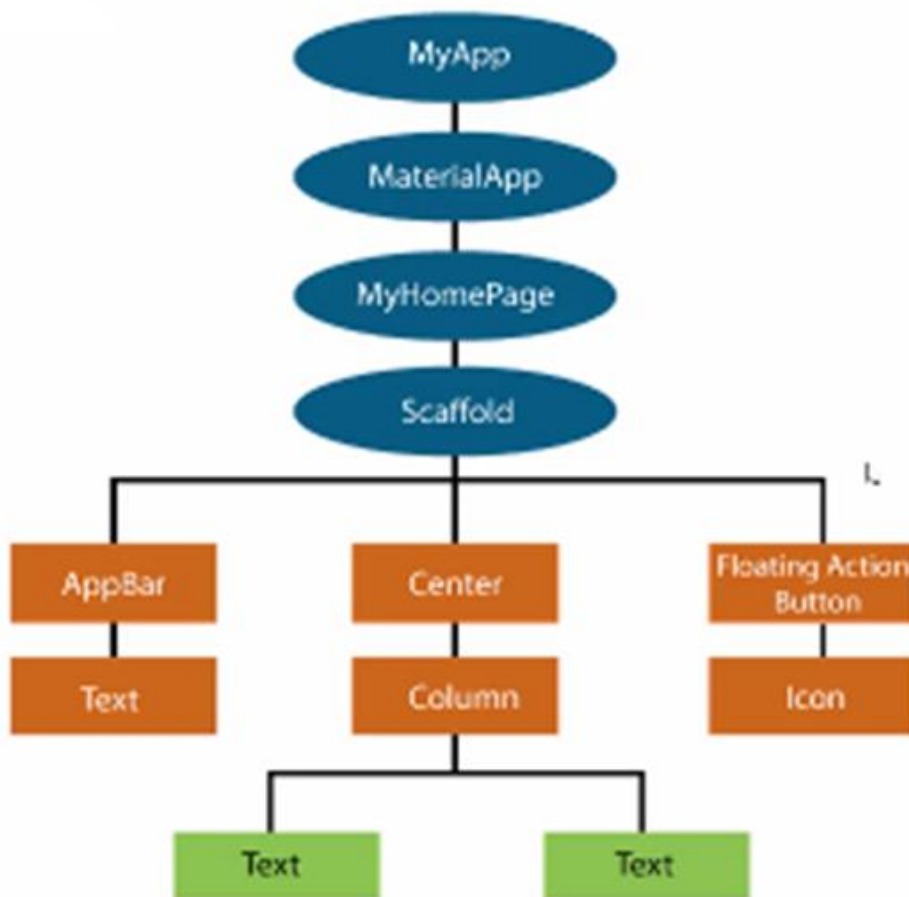 MyApp
MaterialApp
MyHomePage
Scaffold
AppBar
Center
Floating Action
Button
Text
Column
Icon
Text
Text